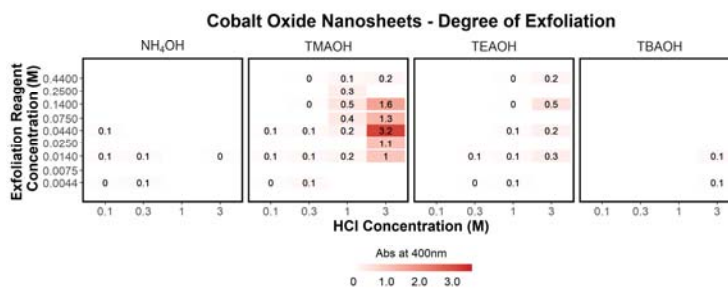 Cobalt Oxide Nanosheets - Degree of Exfoliation
NH₄OH TMAOH TEAOH TBAOH
Exfoliation Reagent
Concentration (M)
0.4400 0 0.1 0.2 0 0.2
0.2500 0.3
0.1400 0 0.5 1.6 0 0.5
0.0750 0.4 1.3
0.0440 0.1 0.1 0.1 0.2 3.2 0.1 0.2
0.0250 1.1
0.0140 0.1 0.1 0 0.1 0.1 0.2 1 0.1 0.1 0.3 0.1
0.0075
0.0044 0 0.1 0 0.1 0 0.1 0.1
0.1 0.3 1 3 0.1 0.3 1 3 0.1 0.3 1 3 0.1 0.3 1 3
HCl Concentration (M)
Abs at 400nm
0 1.0 2.0 3.0